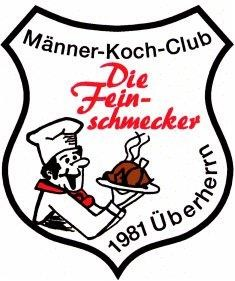 Männer-Koch-Club
Die
Fein-
schmecker
1981 Überherrn